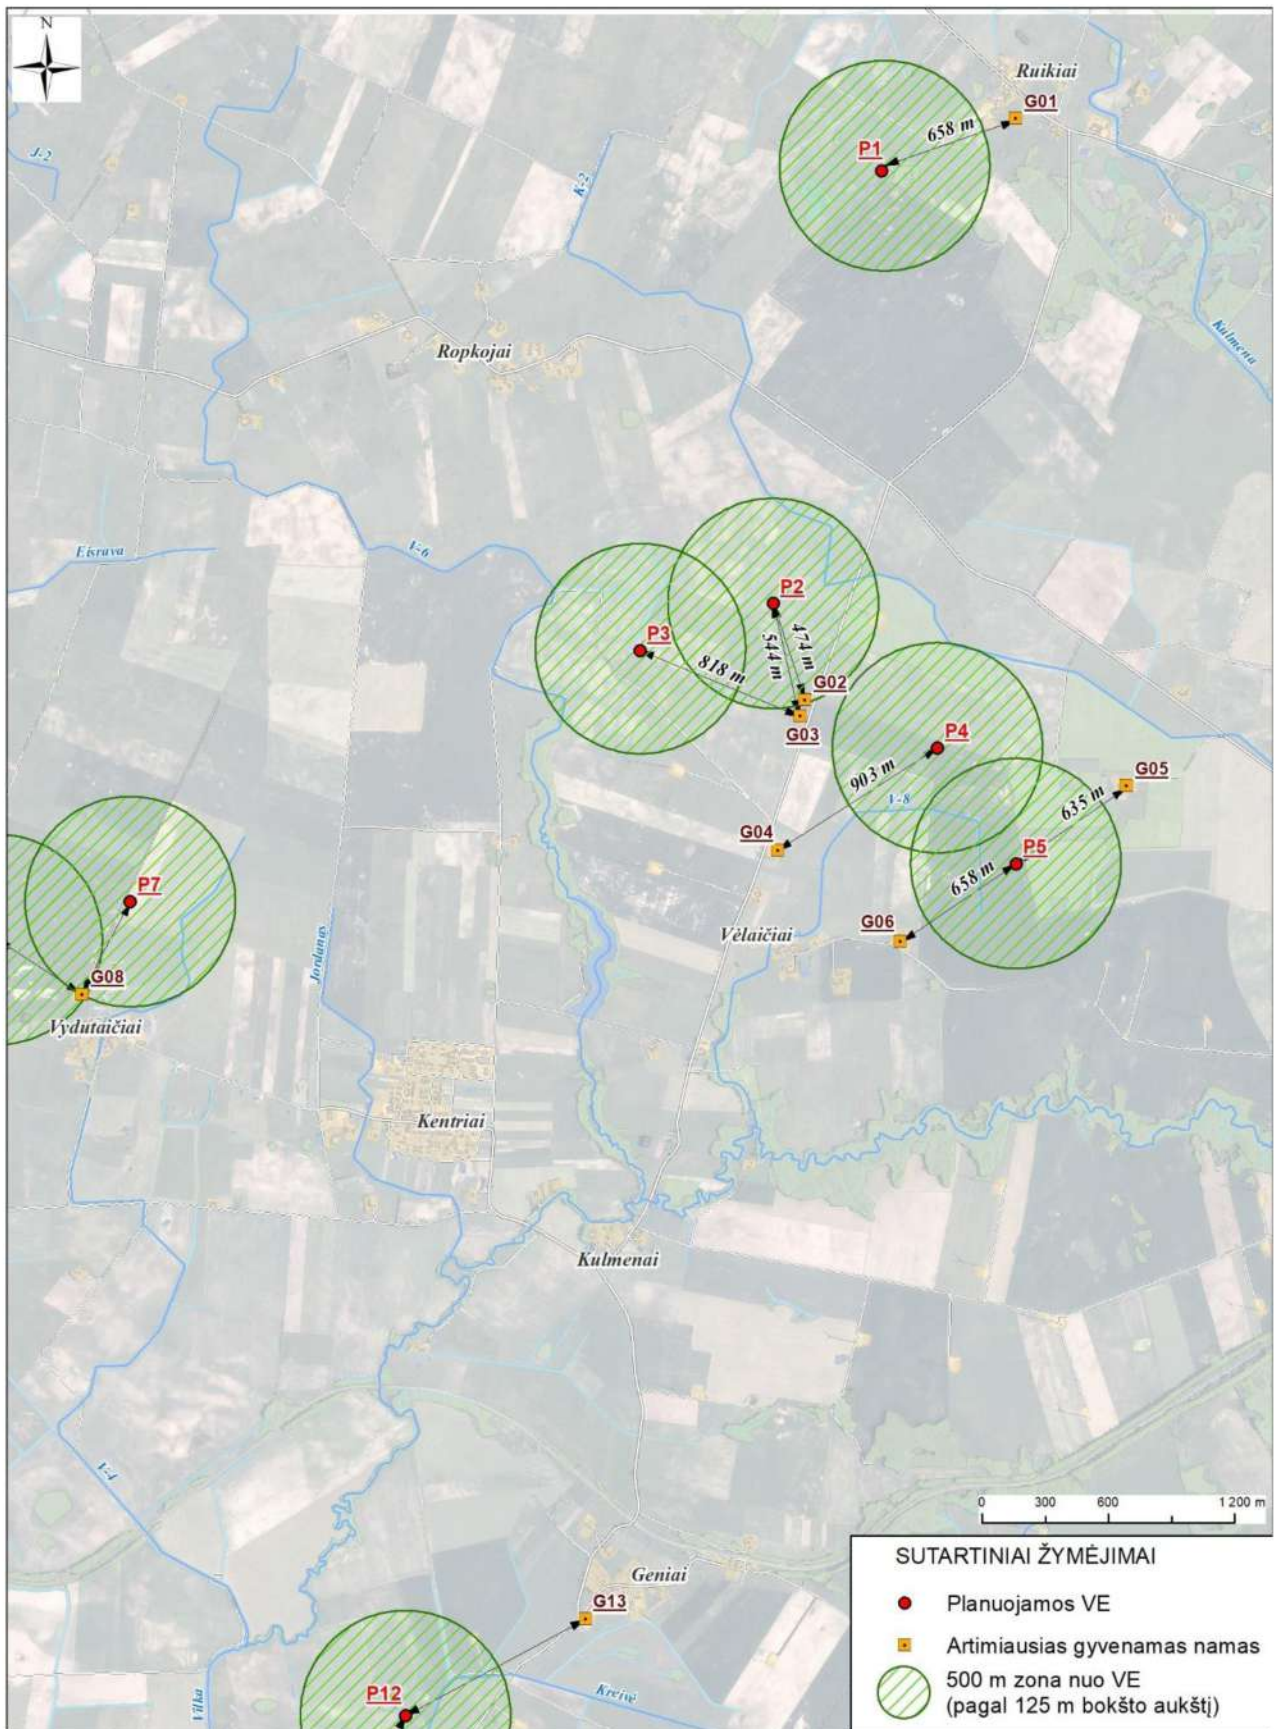 N
Ruikiai
G01
658 m
P1
J-2
K-2
Kulmena
Ropkojai
Eisrava
V-6
P2
P3
474 m
544 m
818 m
G02
G03
P4
903 m
G05
635 m
V-8
G04
P5
658 m
P7
G06
Vėlaičiai
Jordanas
G08
Vydutaičiai
Kentriai
Kulmenai
V-4
0 300 600 1 200 m
SUTARTINIAI ŽYMĖJIMAI
Planuojamos VE
Artimiausias gyvenamas namas
500 m zona nuo VE
(pagal 125 m bokšto aukštį)
Geniai
G13
P12
Kreivė
Vilka